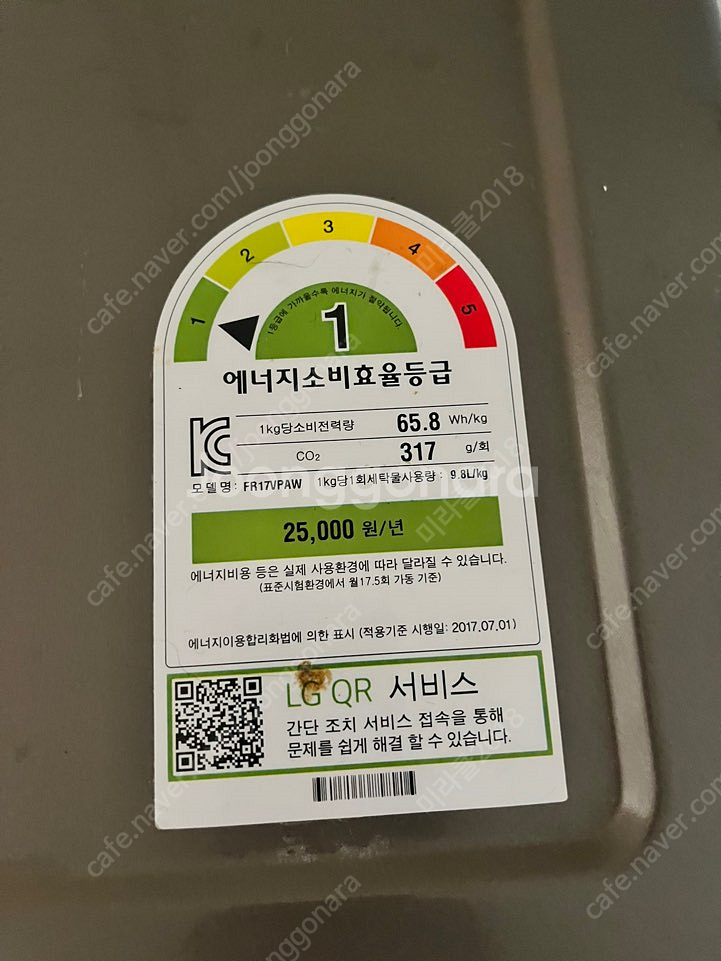 1
2
3
4
5
1등급에 가까울수록 에너지가 절약됩니다.
1
에너지소비효율등급
1kg당소비전력량 65.8 Wh/kg
CO₂ 317 g/회
모델명 : FR17VPAW 1kg당1회세탁물사용량 : 9.8L/kg
25,000 원/년
에너지비용 등은 실제 사용환경에 따라 달라질 수 있습니다.
(표준시험환경에서 월17.5회 가동 기준)
에너지이용합리화법에 의한 표시 (적용기준 시행일: 2017.07.01)
LG QR 서비스
간단 조치 서비스 접속을 통해
문제를 쉽게 해결 할 수 있습니다.
joonggonara
cafe.naver.com/joonggonara
미라클2018